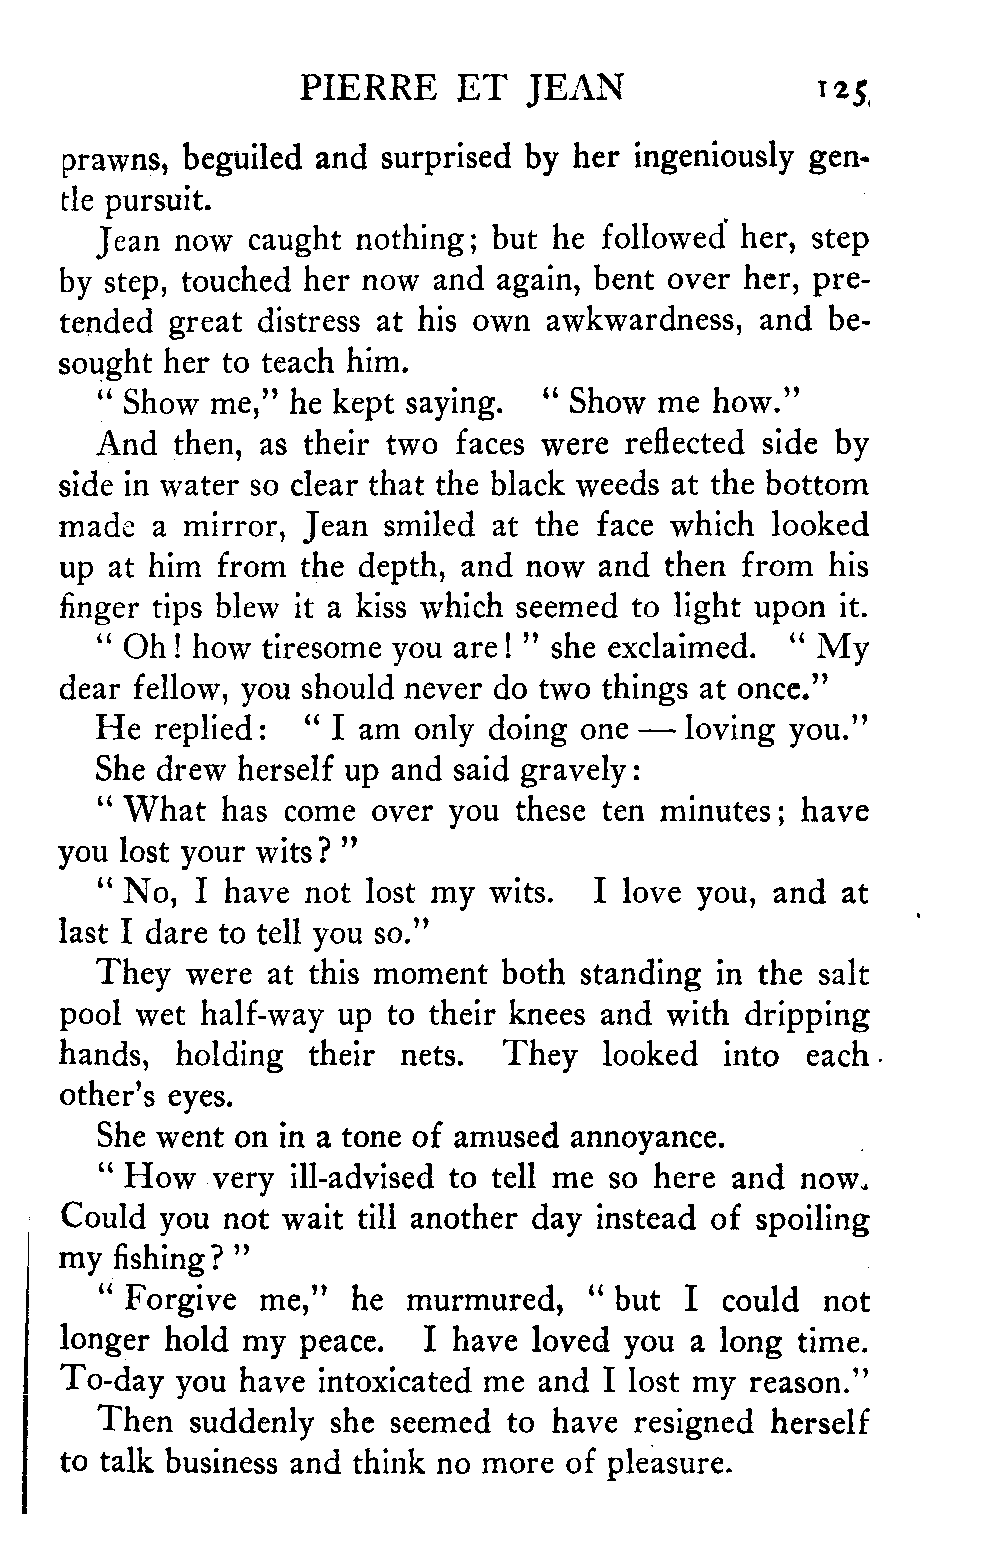 PIERRE ET JEAN 125
prawns, beguiled and surprised by her ingeniously gen-
tle pursuit.
Jean now caught nothing; but he followed her, step
by step, touched her now and again, bent over her, pre-
tended great distress at his own awkwardness, and be-
sought her to teach him.
" Show me," he kept saying. " Show me how."
And then, as their two faces were reflected side by
side in water so clear that the black weeds at the bottom
made a mirror, Jean smiled at the face which looked
up at him from the depth, and now and then from his
finger tips blew it a kiss which seemed to light upon it.
" Oh ! how tiresome you are ! " she exclaimed. " My
dear fellow, you should never do two things at once."
He replied: " I am only doing one — loving you."
She drew herself up and said gravely:
" What has come over you these ten minutes; have
you lost your wits ? "
" No, I have not lost my wits. I love you, and at
last I dare to tell you so."
They were at this moment both standing in the salt
pool wet half-way up to their knees and with dripping
hands, holding their nets. They looked into each
other's eyes.
She went on in a tone of amused annoyance.
" How very ill-advised to tell me so here and now.
Could you not wait till another day instead of spoiling
my fishing ? "
" Forgive me," he murmured, " but I could not
longer hold my peace. I have loved you a long time.
To-day you have intoxicated me and I lost my reason."
Then suddenly she seemed to have resigned herself
to talk business and think no more of pleasure.